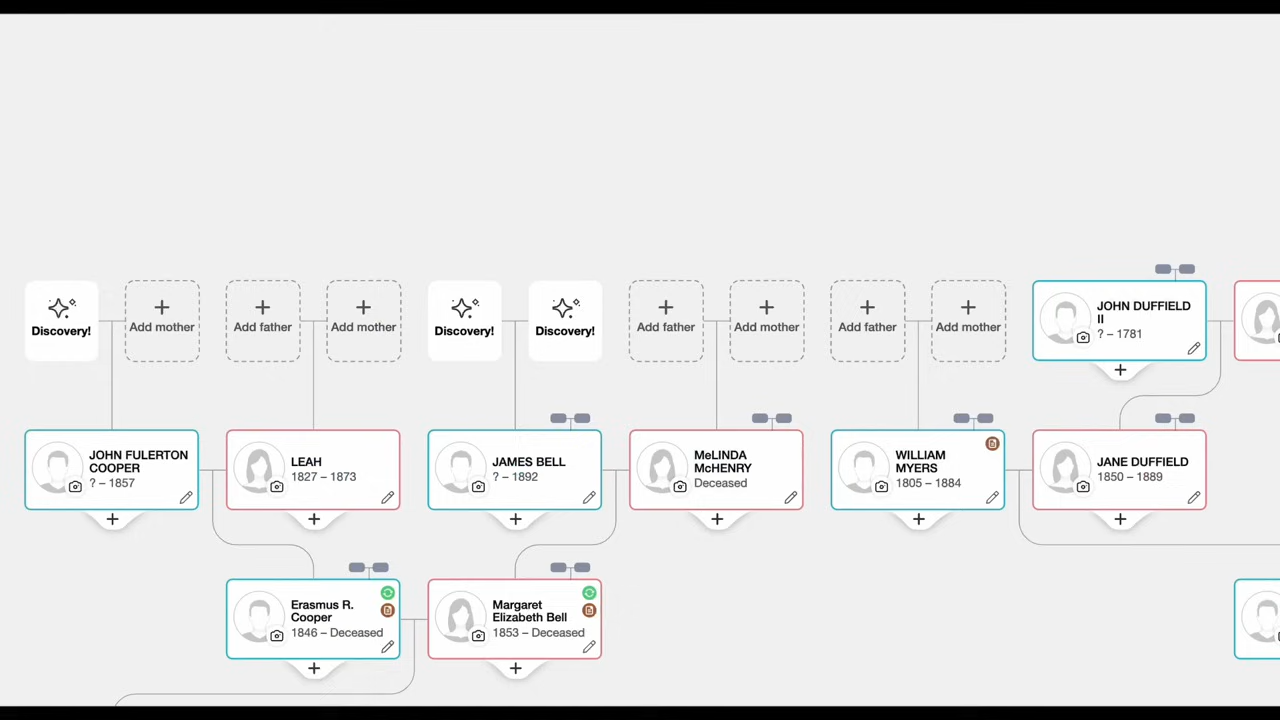 JOHN DUFFIELD
II
? – 1781
Discovery!
Add mother
Add father
Add mother
Discovery!
Discovery!
Add father
Add mother
Add father
Add mother
JOHN FULERTON
COOPER
? – 1857
LEAH
1827 – 1873
JAMES BELL
? – 1892
MeLINDA
McHENRY
Deceased
WILLIAM
MYERS
1805 – 1884
JANE DUFFIELD
1850 – 1889
Erasmus R.
Cooper
1846 – Deceased
Margaret
Elizabeth Bell
1853 – Deceased